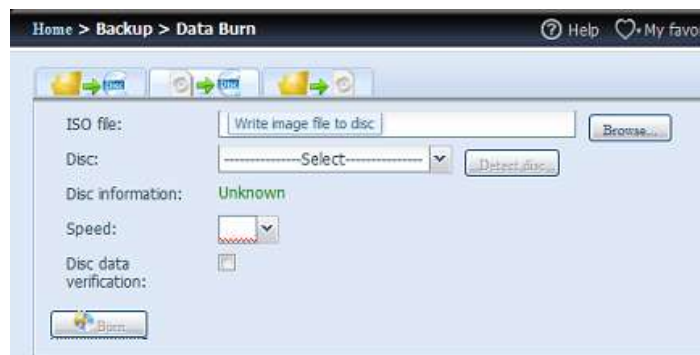 Home > Backup > Data Burn
Help My favo
ISO file: Write image file to disc Browse...
Disc: ---------------Select--------------- Detect disc
Disc information: Unknown
Speed:
Disc data
verification:
Burn